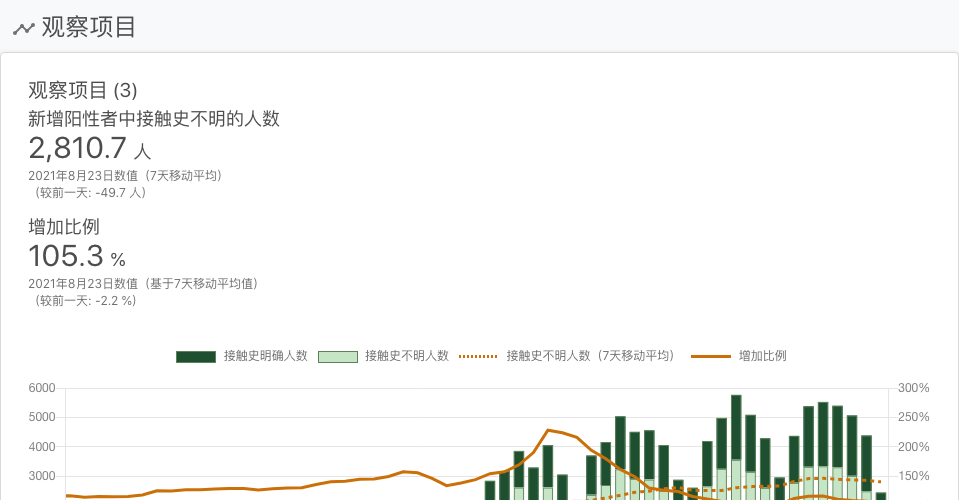 观察项目
观察项目 (3)
新增阳性者中接触史不明的人数
2,810.7 人
2021年8月23日数值（7天移动平均）
（较前一天: -49.7 人）
增加比例
105.3 %
2021年8月23日数值（基于7天移动平均值）
（较前一天: -2.2 %）
接触史明确人数 接触史不明人数 接触史不明人数（7天移动平均） 增加比例
6000 300%
5000 250%
4000 200%
3000 150%